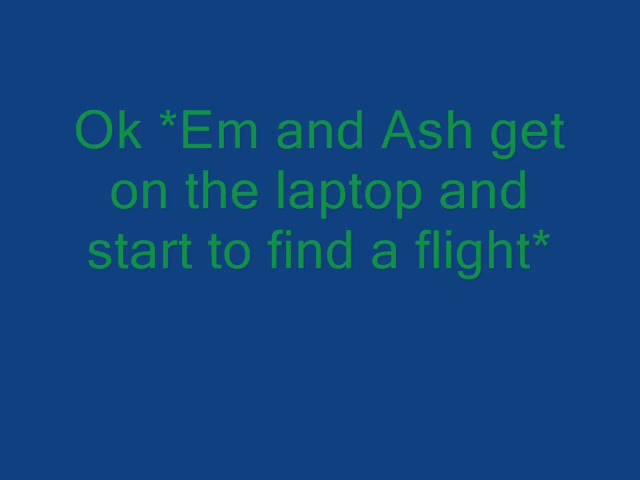 Ok *Em and Ash get
on the laptop and
start to find a flight*